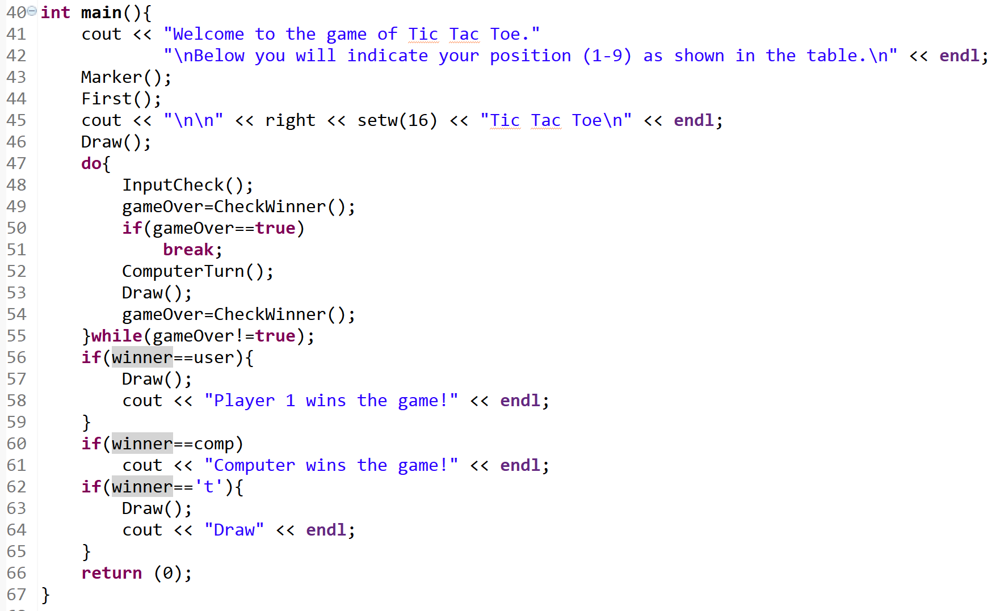 40 int main(){
41     cout << "Welcome to the game of Tic Tac Toe."
42             "\nBelow you will indicate your position (1-9) as shown in the table.\n" << endl;
43     Marker();
44     First();
45     cout << "\n\n" << right << setw(16) << "Tic Tac Toe\n" << endl;
46     Draw();
47     do{
48         InputCheck();
49         gameOver=CheckWinner();
50         if(gameOver==true)
51             break;
52         ComputerTurn();
53         Draw();
54         gameOver=CheckWinner();
55     }while(gameOver!=true);
56     if(winner==user){
57         Draw();
58         cout << "Player 1 wins the game!" << endl;
59     }
60     if(winner==comp)
61         cout << "Computer wins the game!" << endl;
62     if(winner=='t'){
63         Draw();
64         cout << "Draw" << endl;
65     }
66     return (0);
67 }